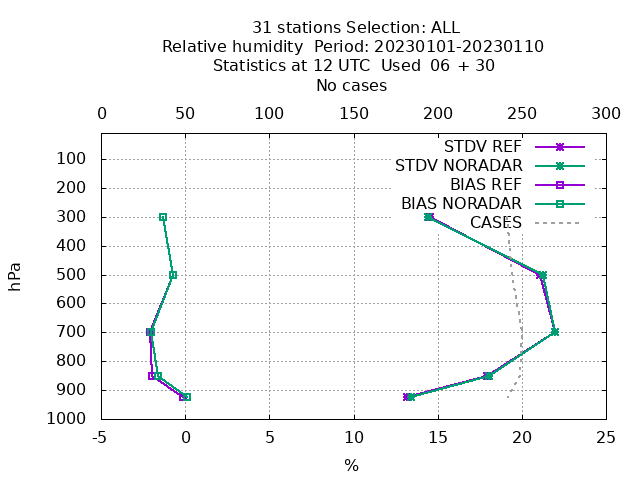 31 stations Selection: ALL
Relative humidity  Period: 20230101-20230110
Statistics at 12 UTC  Used  06 + 30
No cases
0 50 100 150 200 250 300
STDV REF
STDV NORADAR
BIAS REF
BIAS NORADAR
CASES
100
200
300
400
500
600
700
800
900
1000
hPa
-5 0 5 10 15 20 25
%